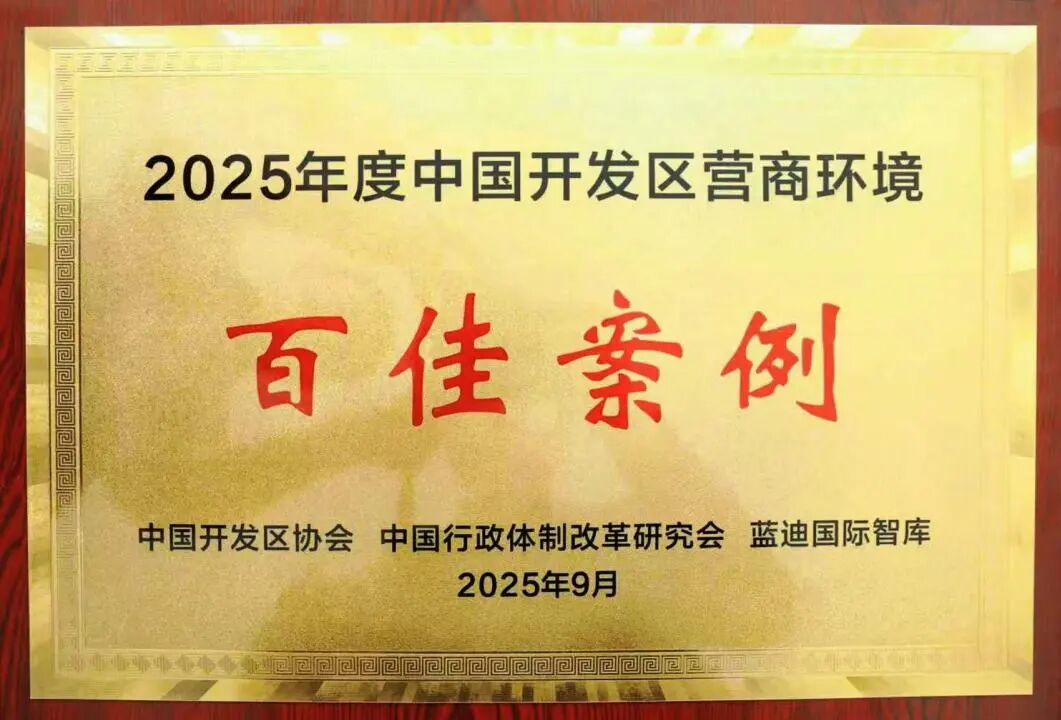 2025年度中国开发区营商环境
百佳案例
中国开发区协会 中国行政体制改革研究会 蓝迪国际智库
2025年9月